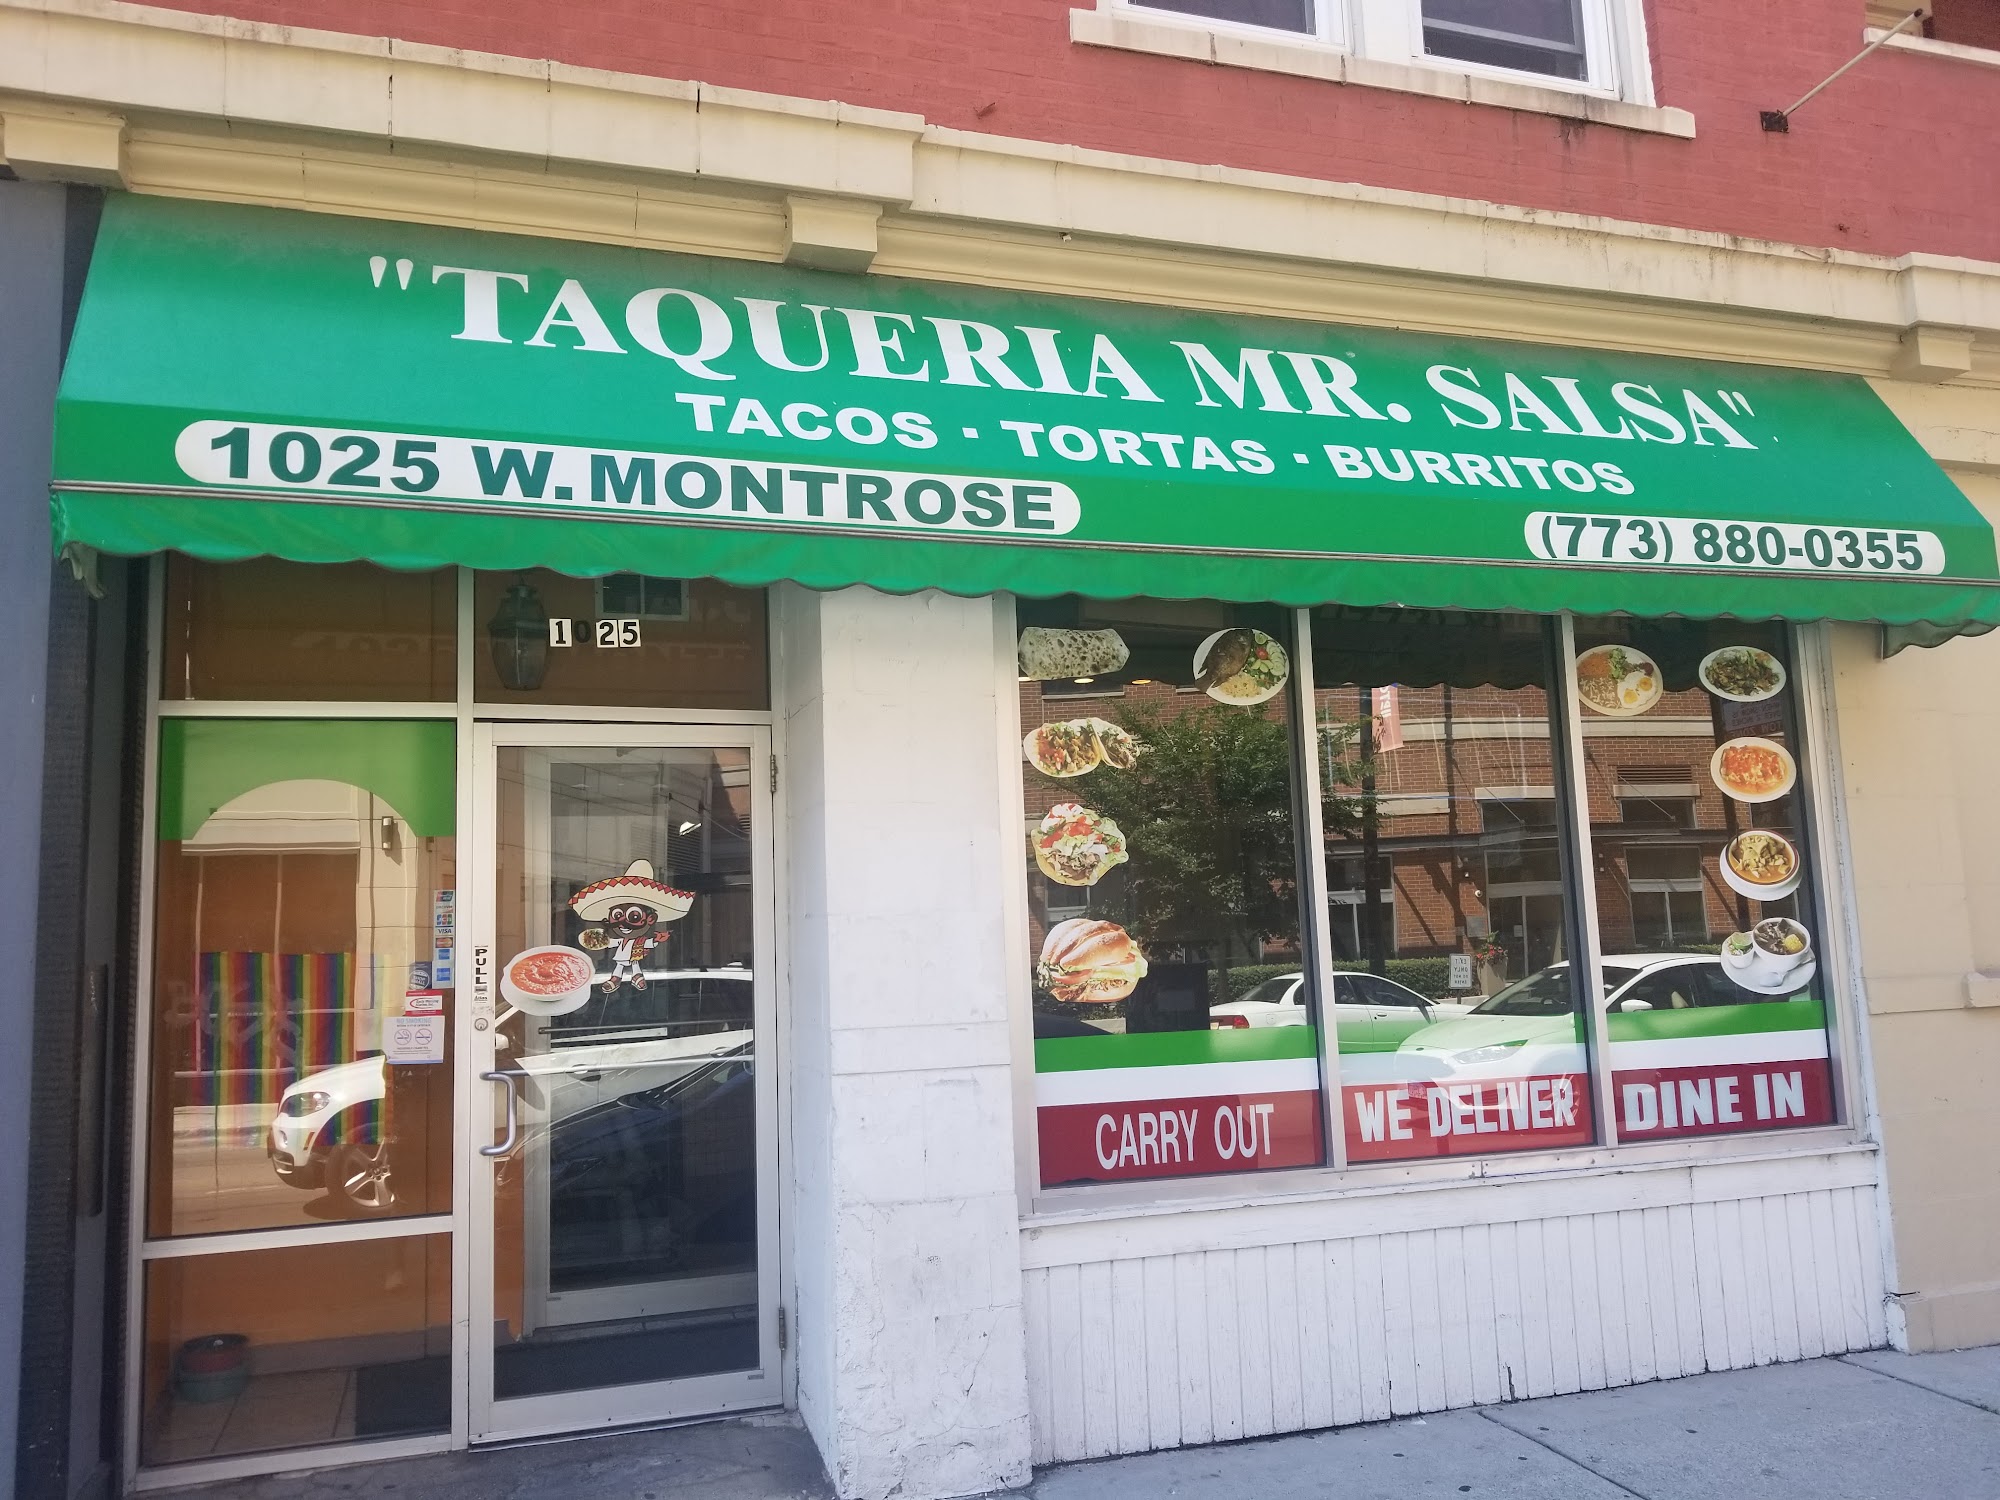 "TAQUERIA MR. SALSA"
TACOS · TORTAS · BURRITOS
1025 W. MONTROSE
(773) 880-0355
1025
VISA
PULL
CARRY OUT
WE DELIVER
DINE IN